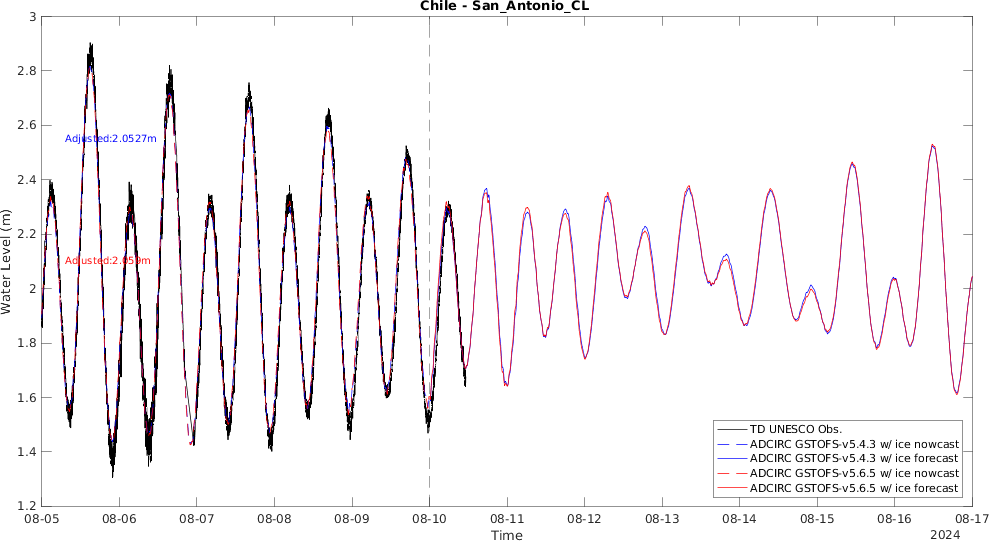 Chile - San_Antonio_CL
3
2.8
2.6
2.4
2.2
2
1.8
1.6
1.4
1.2
Water Level (m)
Adjusted:2.0527m
Adjusted:2.059m
TD UNESCO Obs.
ADCIRC GSTOFS-v5.4.3 w/ ice nowcast
ADCIRC GSTOFS-v5.4.3 w/ ice forecast
ADCIRC GSTOFS-v5.6.5 w/ ice nowcast
ADCIRC GSTOFS-v5.6.5 w/ ice forecast
08-05 08-06 08-07 08-08 08-09 08-10 08-11 08-12 08-13 08-14 08-15 08-16 08-17
Time
2024